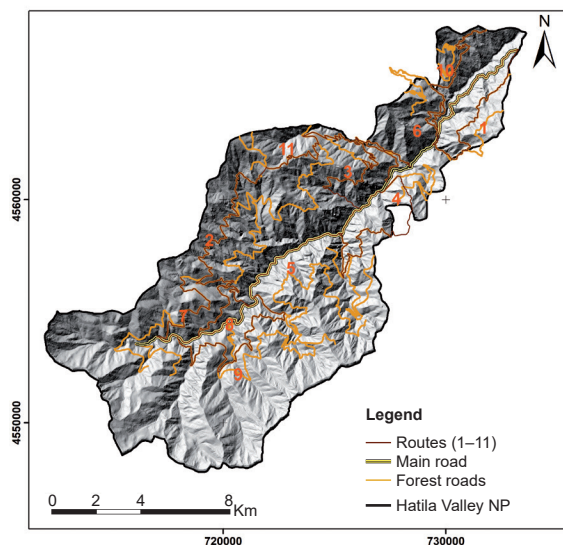 N
10
1
6
11
3
4
4560000
2
5
7
8
9
4550000
Legend
Routes (1–11)
Main road
Forest roads
Hatila Valley NP
0 2 4 8
Km
720000 730000